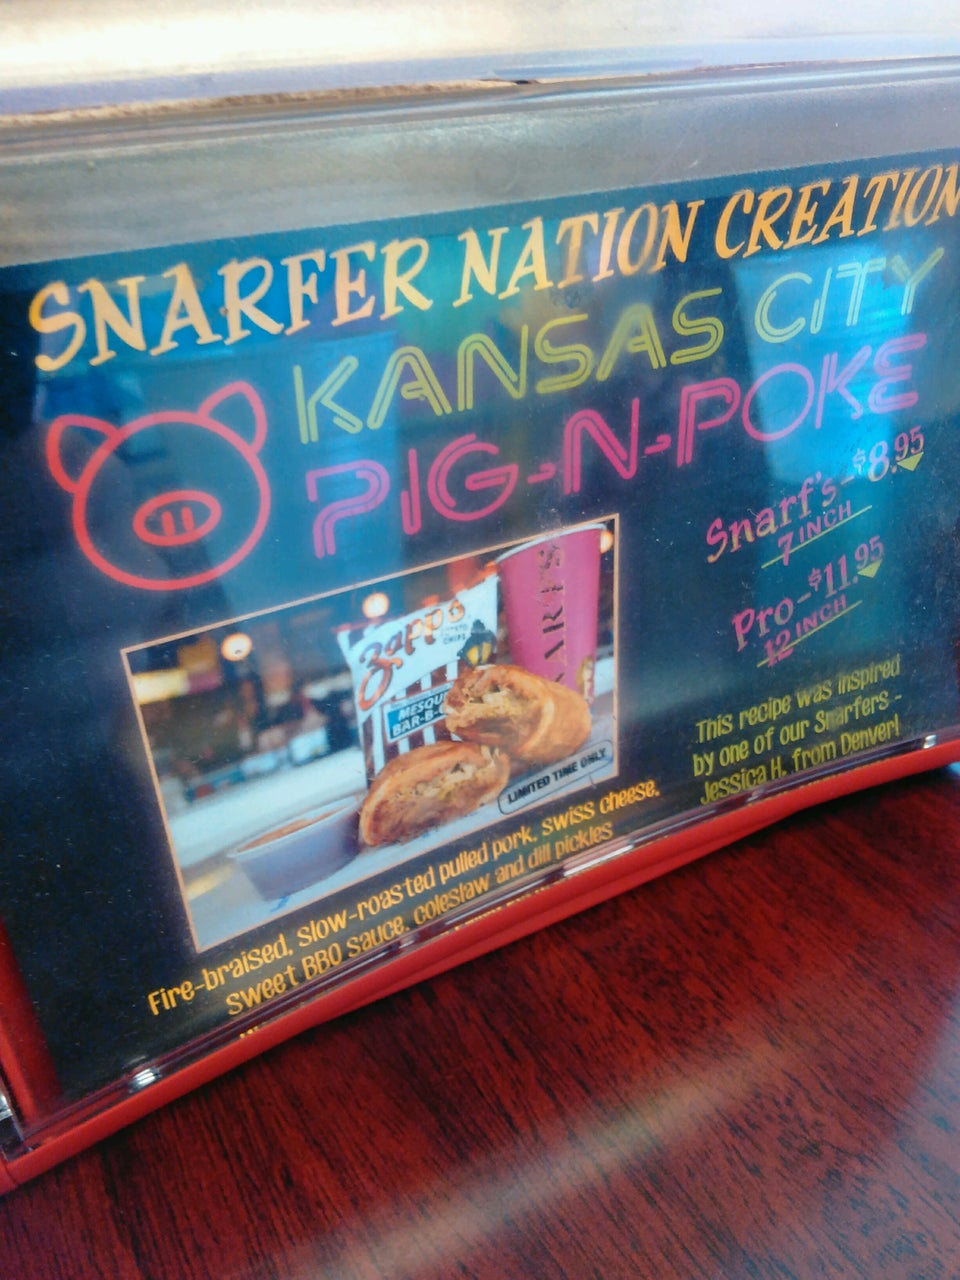 SNARFER NATION CREATION
KANSAS CITY
PIG-N-POKE
Snarf's-$8.95
7 INCH
Pro-$11.95
12 INCH
This recipe was inspired
by one of our Snarfers -
Jessica H. from Denver!
Zapp's
CHIPS
BAR-B-
ARF'S
LIMITED TIME ONLY
Fire-braised, slow-roasted pulled pork, swiss cheese,
sweet BBQ sauce, coleslaw and dill pickles